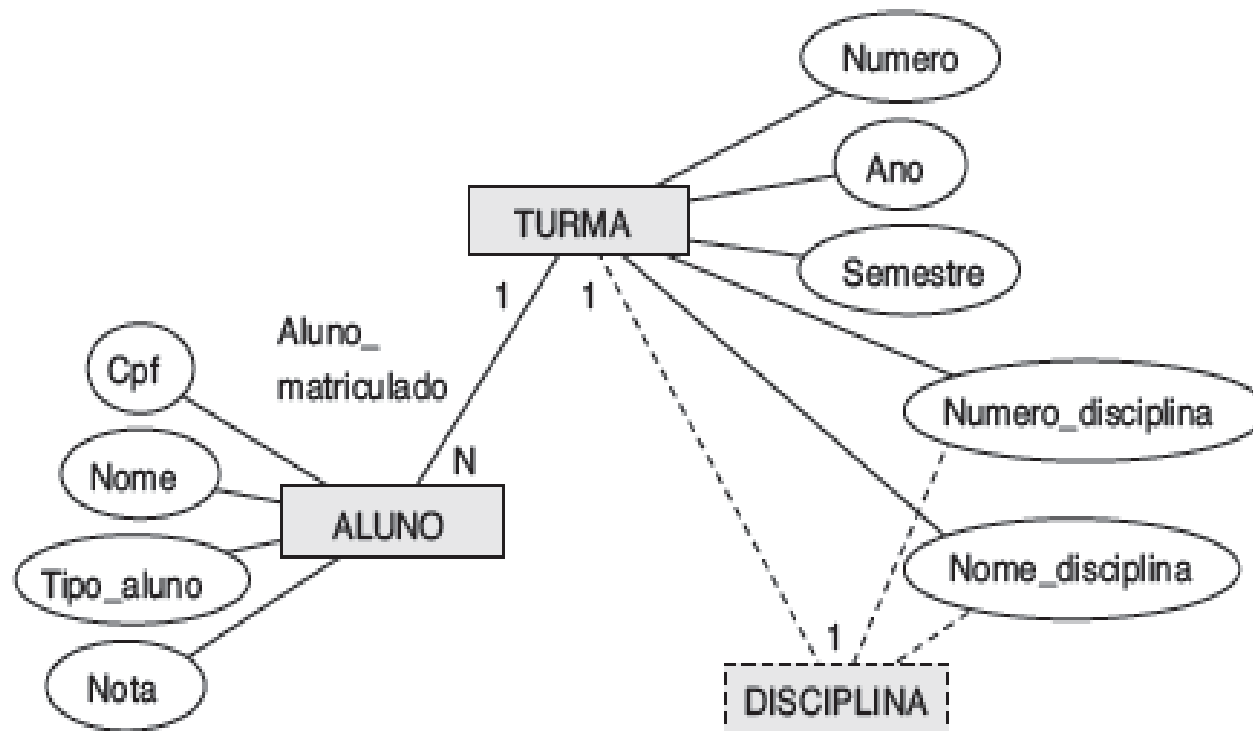 Numero
Ano
TURMA
Semestre
1
1
Aluno_
matriculado
Cpf
Numero_disciplina
N
Nome
ALUNO
Nome_disciplina
Tipo_aluno
1
Nota
DISCIPLINA